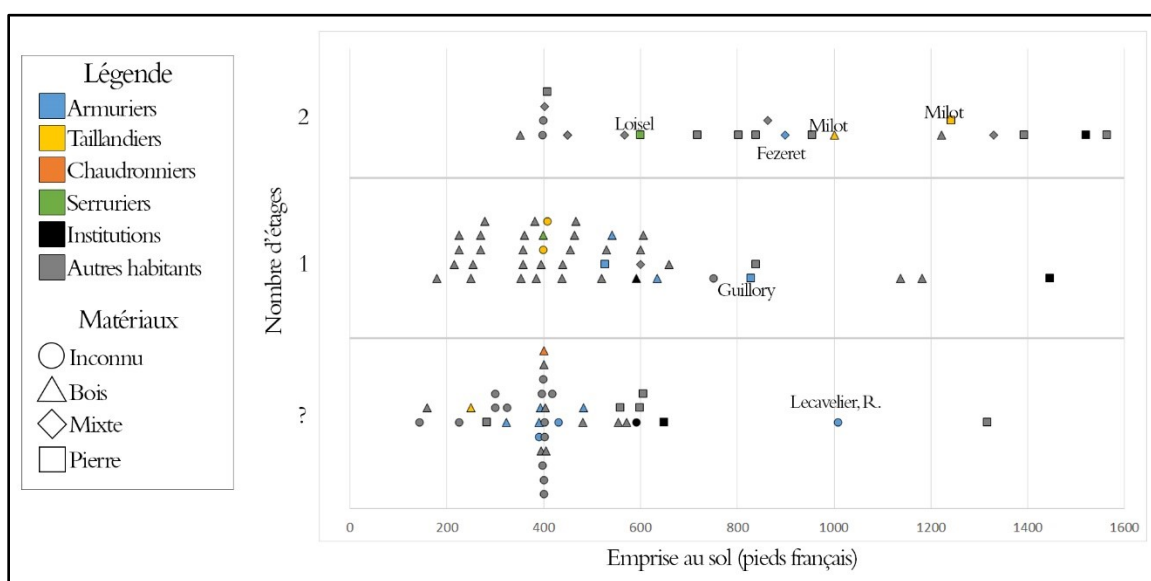 Légende
Armuriers
Taillandiers
Chaudronniers
Serruriers
Institutions
Autres habitants
Matériaux
Inconnu
Bois
Mixte
Pierre
Nombre d'étages
2
1
?
Loisel
Fezeret
Milot
Milot
Guillory
Lecavelier, R.
0 200 400 600 800 1000 1200 1400 1600
Emprise au sol (pieds français)